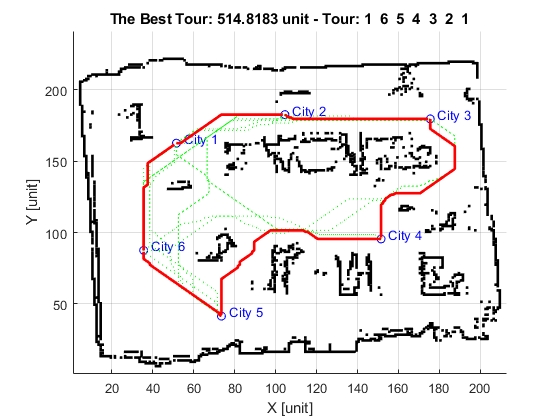 The Best Tour: 514.8183 unit - Tour: 1 6 5 4 3 2 1
200
150
100
50
Y [unit]
City 1
City 2
City 3
City 4
City 5
City 6
20 40 60 80 100 120 140 160 180 200
X [unit]